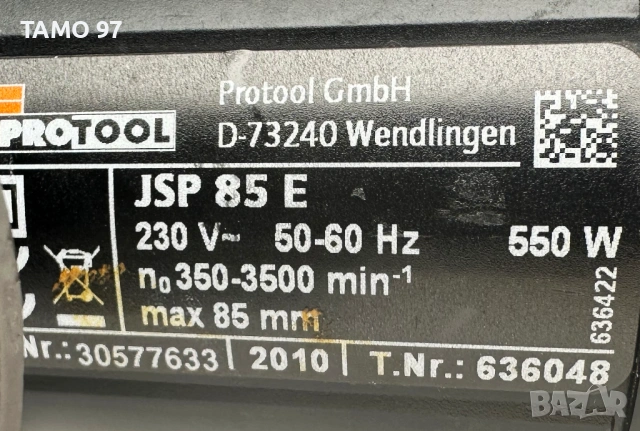 TAMO 97
PROTOOL
Protool GmbH
D-73240 Wendlingen
JSP 85 E
230 V~ 50-60 Hz 550 W
n₀ 350-3500 min⁻¹
max 85 mm
636422
Nr.: 30577633 2010 T.Nr.: 636048
BAZAR